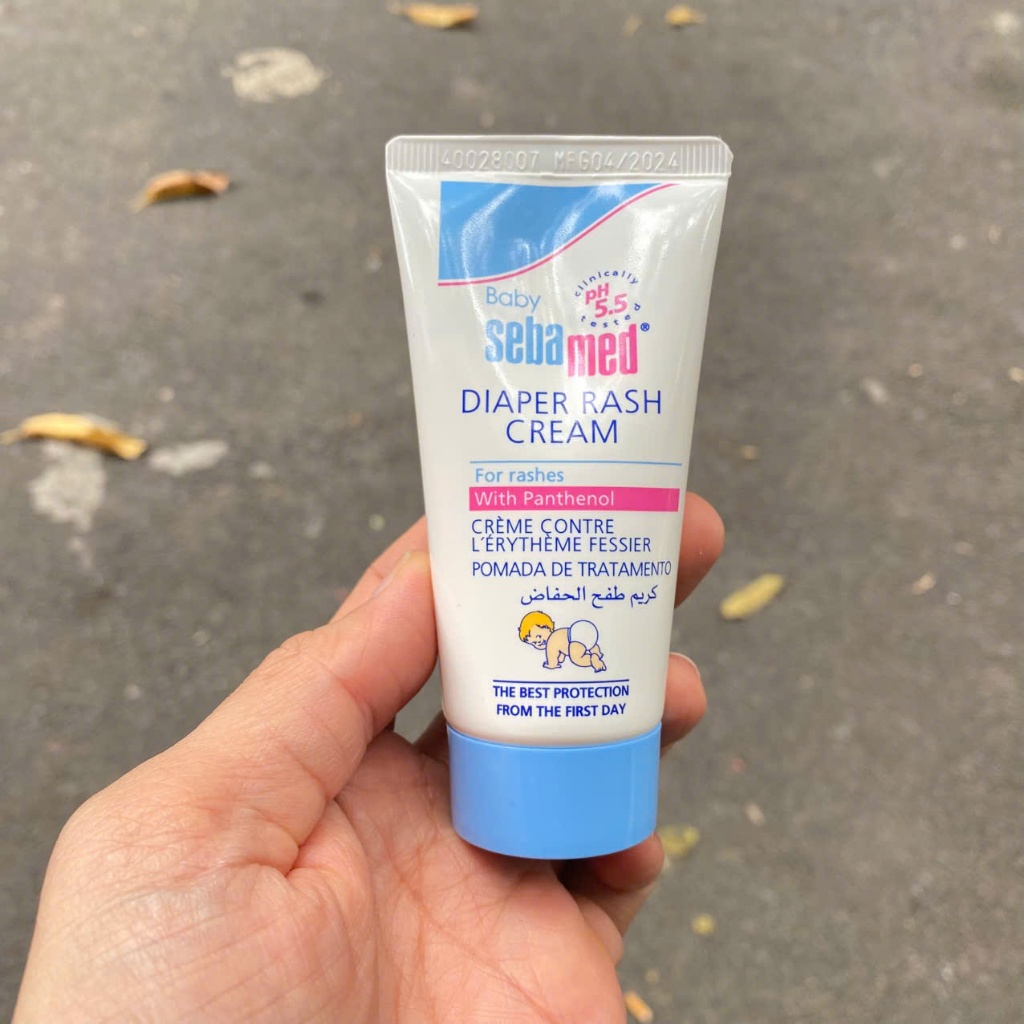 40028007 MFG04/2024
Baby
clinically
pH
5.5
tested
sebamed®
DIAPER RASH
CREAM
For rashes
With Panthenol
CRÈME CONTRE
L'ÉRYTHÈME FESSIER
POMADA DE TRATAMENTO
كريم طفح الحفاض
THE BEST PROTECTION
FROM THE FIRST DAY